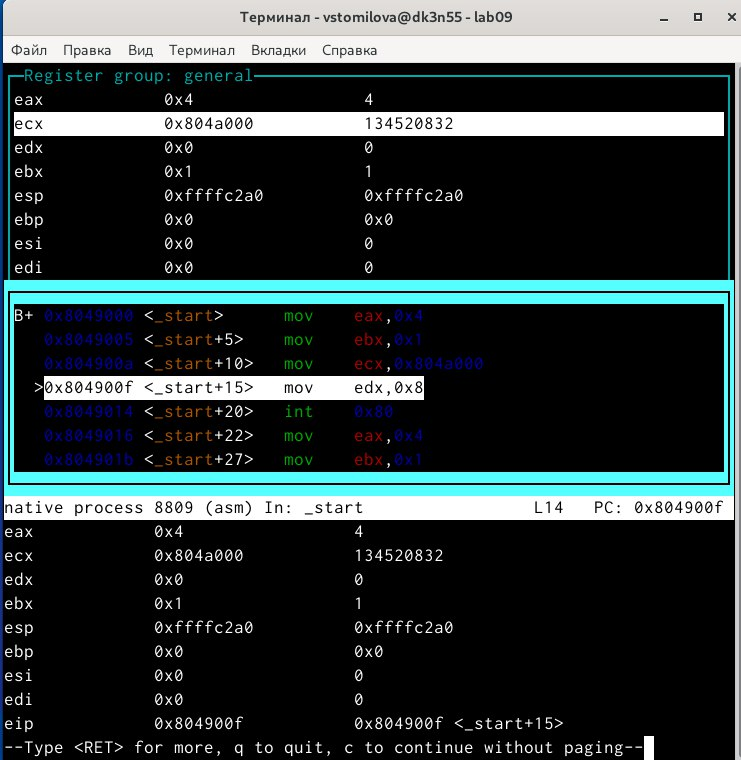 Терминал - vstomilova@dk3n55 - lab09
Файл Правка Вид Терминал Вкладки Справка
Register group: general
eax 0x4 4
ecx 0x804a000 134520832
edx 0x0 0
ebx 0x1 1
esp 0xffffc2a0 0xffffc2a0
ebp 0x0 0x0
esi 0x0 0
edi 0x0 0
B+ 0x8049000 <_start> mov eax,0x4
0x8049005 <_start+5> mov ebx,0x1
0x804900a <_start+10> mov ecx,0x804a000
>0x804900f <_start+15> mov edx,0x8
0x8049014 <_start+20> int 0x80
0x8049016 <_start+22> mov eax,0x4
0x804901b <_start+27> mov ebx,0x1
native process 8809 (asm) In: _start L14 PC: 0x804900f
eax 0x4 4
ecx 0x804a000 134520832
edx 0x0 0
ebx 0x1 1
esp 0xffffc2a0 0xffffc2a0
ebp 0x0 0x0
esi 0x0 0
edi 0x0 0
eip 0x804900f 0x804900f <_start+15>
--Type <RET> for more, q to quit, c to continue without paging--